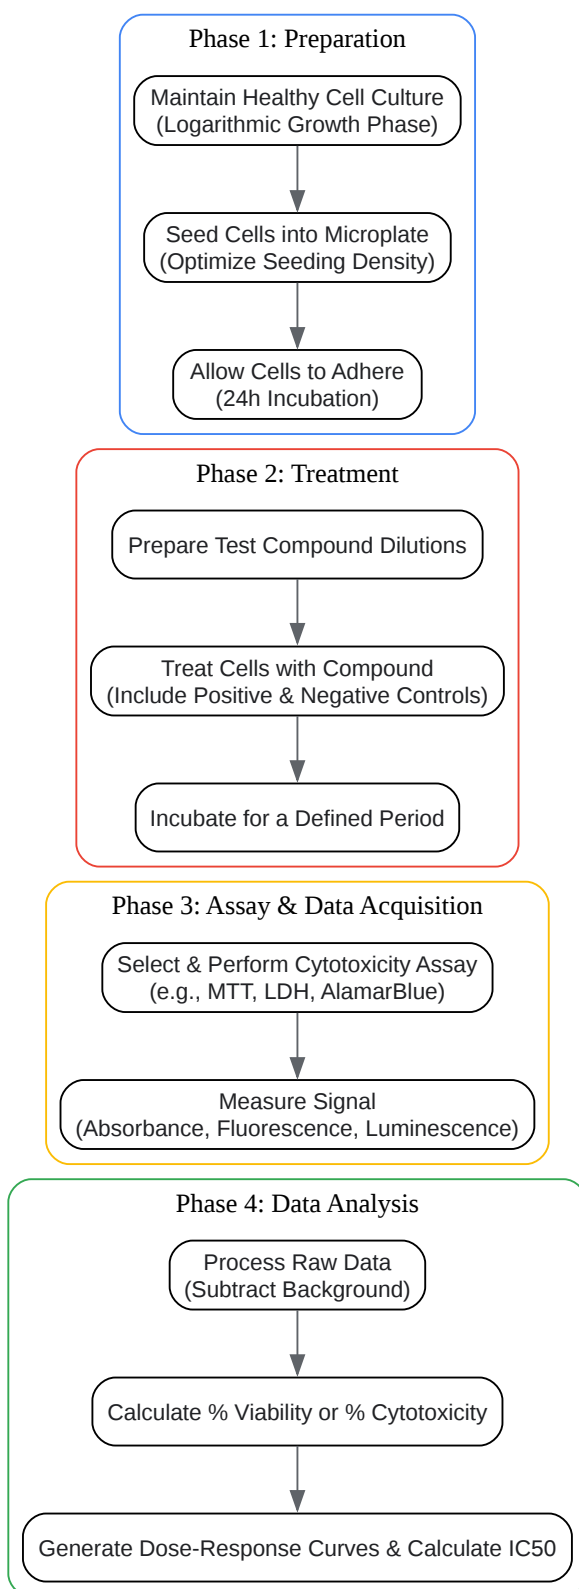 Phase 1: Preparation
Maintain Healthy Cell Culture
(Logarithmic Growth Phase)
Seed Cells into Microplate
(Optimize Seeding Density)
Allow Cells to Adhere
(24h Incubation)
Phase 2: Treatment
Prepare Test Compound Dilutions
Treat Cells with Compound
(Include Positive & Negative Controls)
Incubate for a Defined Period
Phase 3: Assay & Data Acquisition
Select & Perform Cytotoxicity Assay
(e.g., MTT, LDH, AlamarBlue)
Measure Signal
(Absorbance, Fluorescence, Luminescence)
Phase 4: Data Analysis
Process Raw Data
(Subtract Background)
Calculate % Viability or % Cytotoxicity
Generate Dose-Response Curves & Calculate IC50